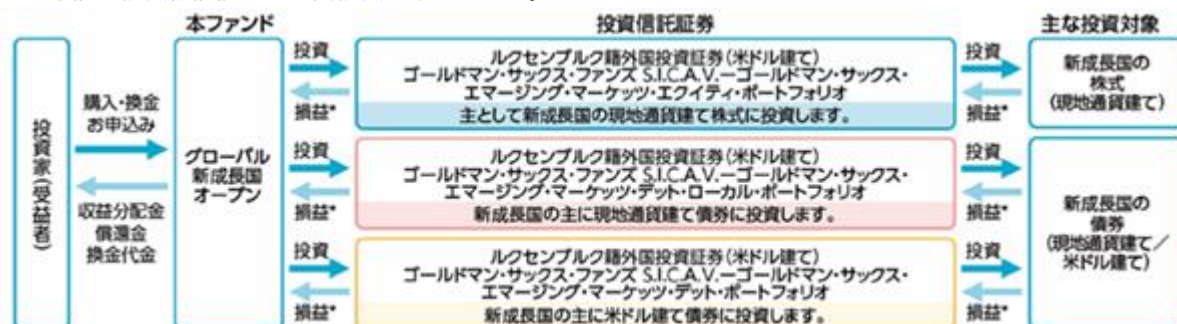 本ファンド
投資信託証券
主な投資対象
投資家(受益者)
購入・換金
お申込み
収益分配金
償還金
換金代金
グローバル
新成長国
オープン
投資
損益*
ルクセンブルク籍外国投資証券(米ドル建て)
ゴールドマン・サックス・ファンズ S.I.C.A.V.ーゴールドマン・サックス・
エマージング・マーケッツ・エクイティ・ポートフォリオ
主として新成長国の現地通貨建て株式に投資します。
投資
損益*
新成長国の
株式
(現地通貨建て)
投資
損益*
ルクセンブルク籍外国投資証券(米ドル建て)
ゴールドマン・サックス・ファンズ S.I.C.A.V.ーゴールドマン・サックス・
エマージング・マーケッツ・デット・ローカル・ポートフォリオ
新成長国の主に現地通貨建て債券に投資します。
投資
損益*
新成長国の
債券
(現地通貨建て/
米ドル建て)
投資
損益*
ルクセンブルク籍外国投資証券(米ドル建て)
ゴールドマン・サックス・ファンズ S.I.C.A.V.ーゴールドマン・サックス・
エマージング・マーケッツ・デット・ポートフォリオ
新成長国の主に米ドル建て債券に投資します。
投資
損益*